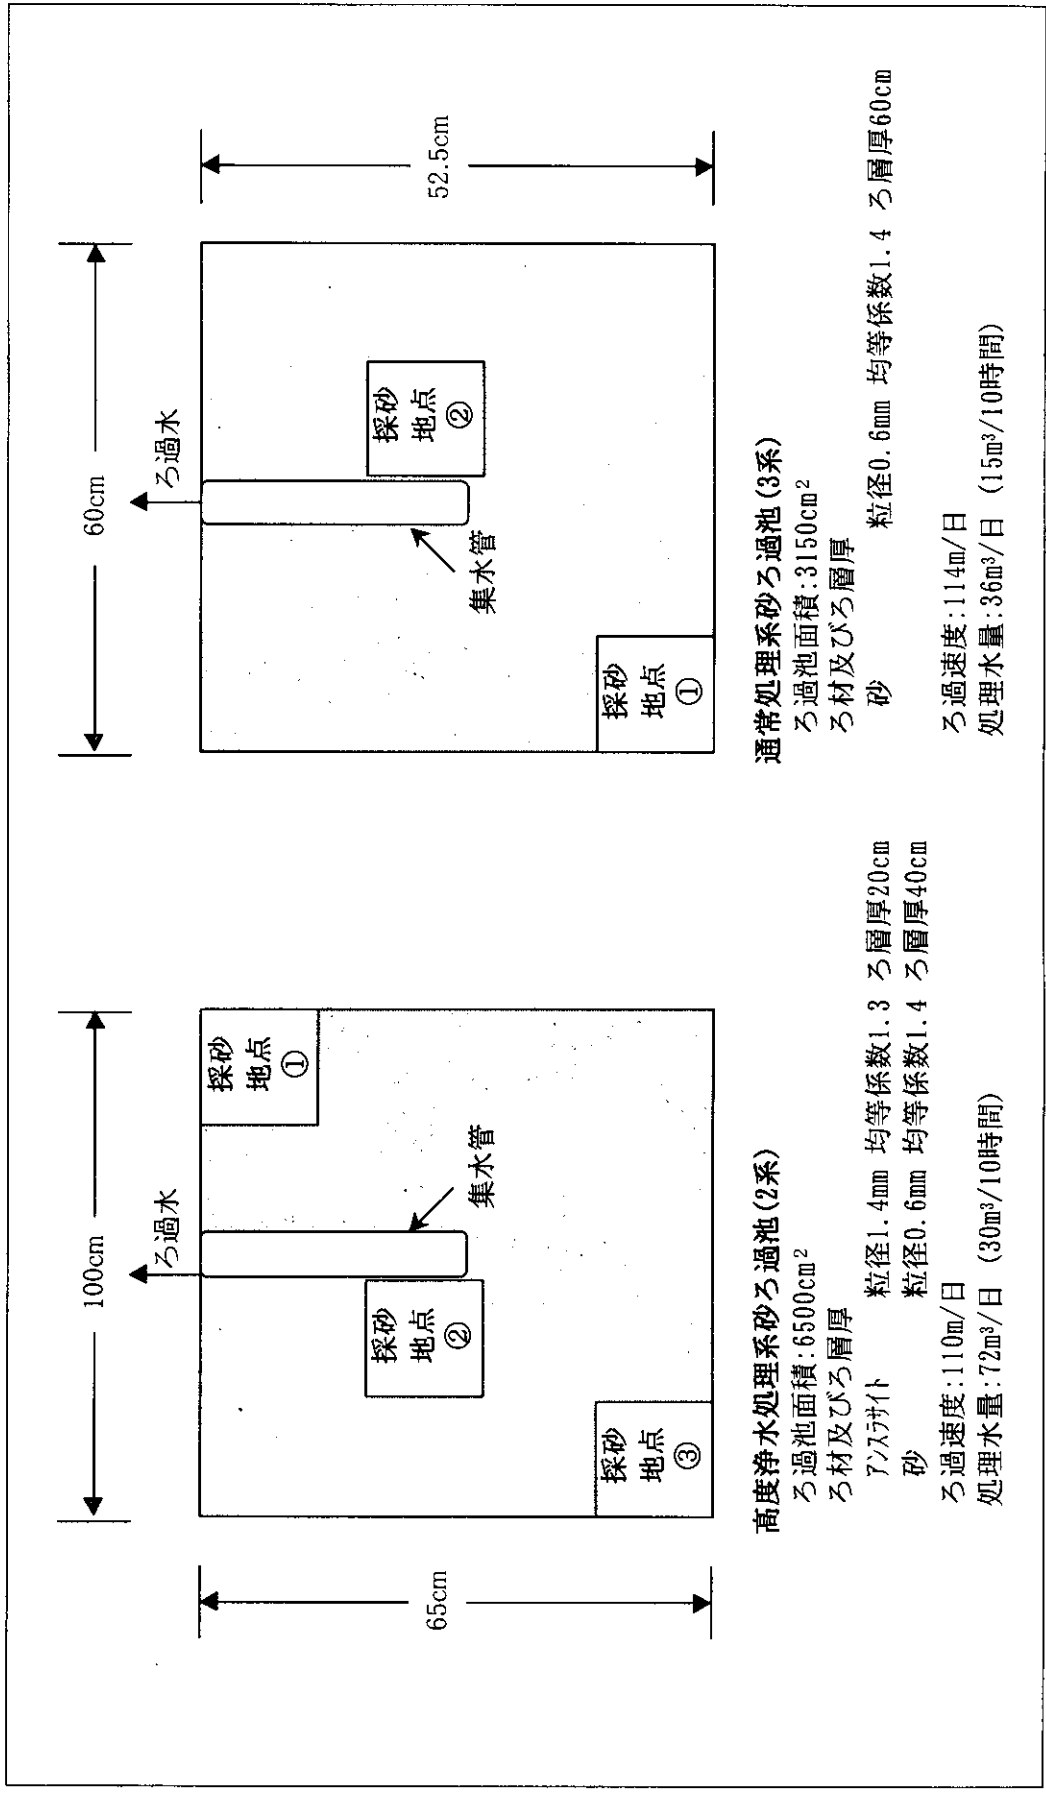 100cm
65cm
ろ過水
採砂
地点
①
集水管
採砂
地点
②
採砂
地点
③
高度浄水処理系砂ろ過池(2系)
ろ過池面積:6500cm²
ろ材及びろ層厚
アンスラサイト 粒径1.4mm 均等係数1.3 ろ層厚20cm
砂 粒径0.6mm 均等係数1.4 ろ層厚40cm
ろ過速度:110m/日
処理水量:72m³/日 (30m³/10時間)
60cm
52.5cm
ろ過水
採砂
地点
②
集水管
採砂
地点
①
通常処理系砂ろ過池(3系)
ろ過池面積:3150cm²
ろ材及びろ層厚
砂 粒径0.6mm 均等係数1.4 ろ層厚60cm
ろ過速度:114m/日
処理水量:36m³/日 (15m³/10時間)